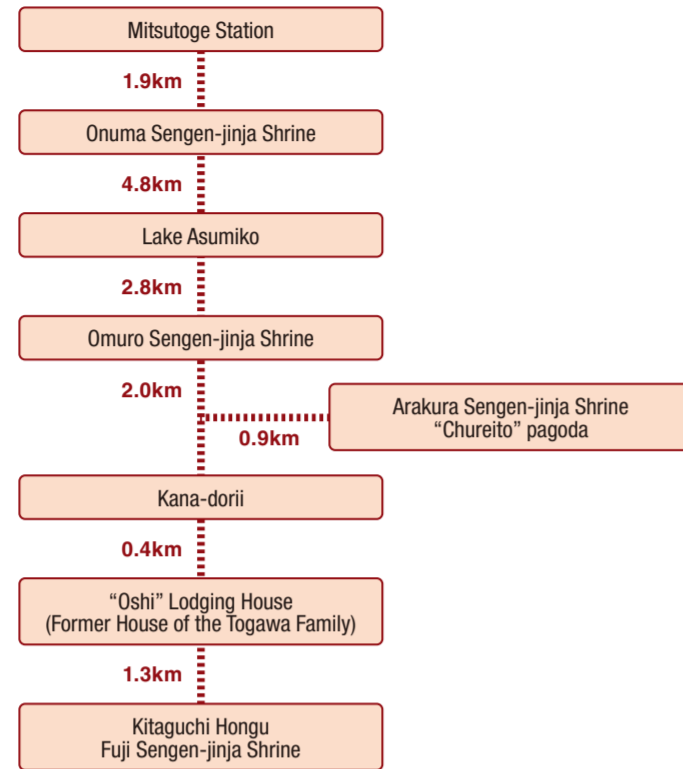 Mitsutoge Station
1.9km
Onuma Sengen-jinja Shrine
4.8km
Lake Asumiko
2.8km
Omuro Sengen-jinja Shrine
2.0km
Arakura Sengen-jinja Shrine
“Chureito” pagoda
0.9km
Kana-dorii
0.4km
“Oshi” Lodging House
(Former House of the Togawa Family)
1.3km
Kitaguchi Hongu
Fuji Sengen-jinja Shrine